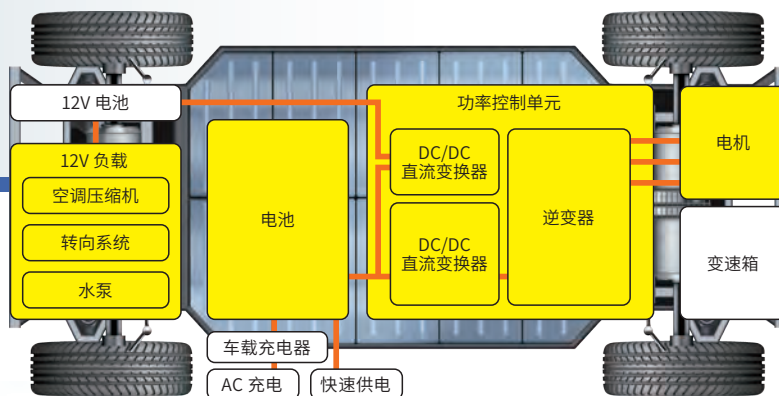 12V 电池
12V 负载
空调压缩机
转向系统
水泵
电池
车载充电器
AC 充电
快速供电
功率控制单元
DC/DC
直流变换器
DC/DC
直流变换器
逆变器
电机
变速箱